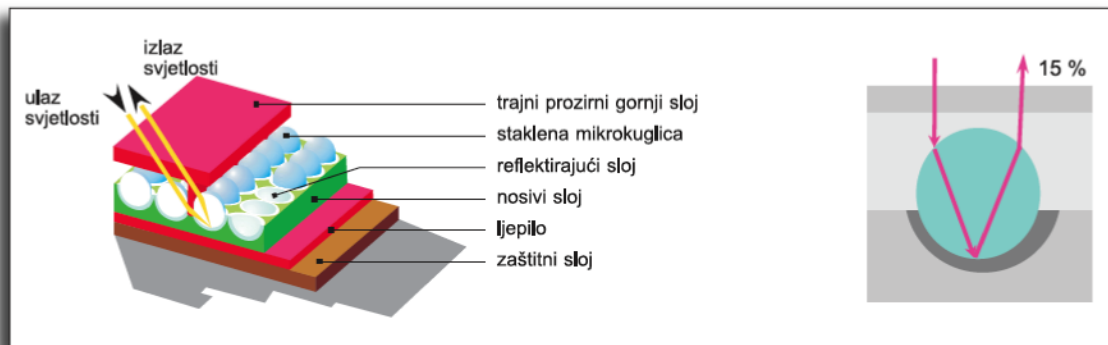 izlaz
svjetlosti
ulaz
svjetlosti
trajni prozirni gornji sloj
staklena mikrokuglica
reflektirajući sloj
nosivi sloj
ljepilo
zaštitni sloj
15 %